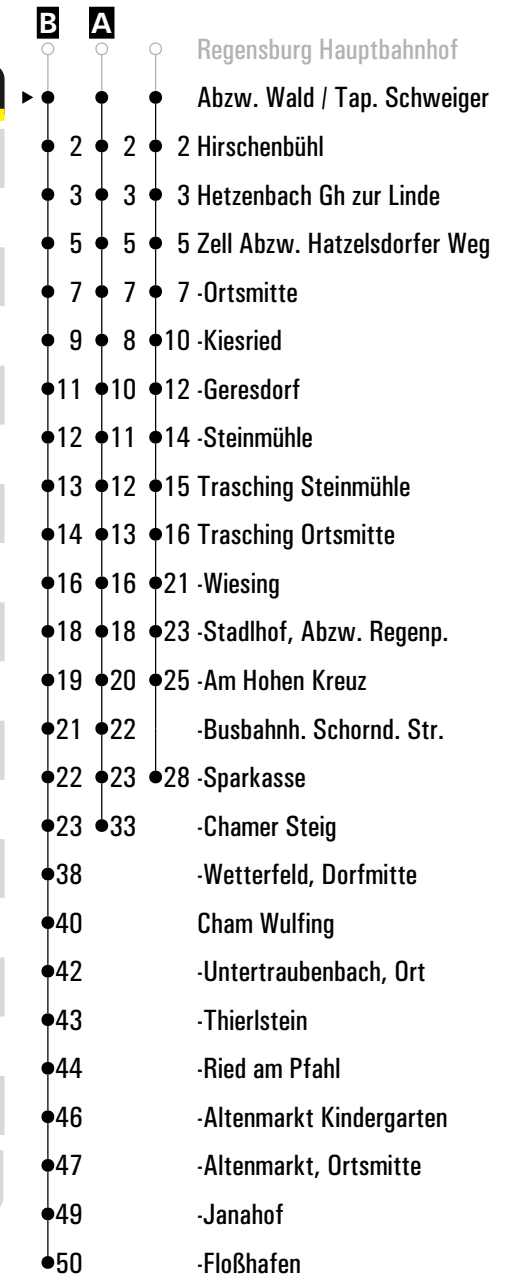 B A
Regensburg Hauptbahnhof
Abzw. Wald / Tap. Schweiger
2 2 2 Hirschenbühl
3 3 3 Hetzenbach Gh zur Linde
5 5 5 Zell Abzw. Hatzelsdorfer Weg
7 7 7 -Ortsmitte
9 8 10 -Kiesried
11 10 12 -Geresdorf
12 11 14 -Steinmühle
13 12 15 Trasching Steinmühle
14 13 16 Trasching Ortsmitte
16 16 21 -Wiesing
18 18 23 -Stadlhof, Abzw. Regenp.
19 20 25 -Am Hohen Kreuz
21 22 -Busbahnh. Schornd. Str.
22 23 28 -Sparkasse
23 33 -Chamer Steig
38 -Wetterfeld, Dorfmitte
40 Cham Wulfing
42 -Untertraubenbach, Ort
43 -Thierlstein
44 -Ried am Pfahl
46 -Altenmarkt Kindergarten
47 -Altenmarkt, Ortsmitte
49 -Janahof
50 -Floßhafen